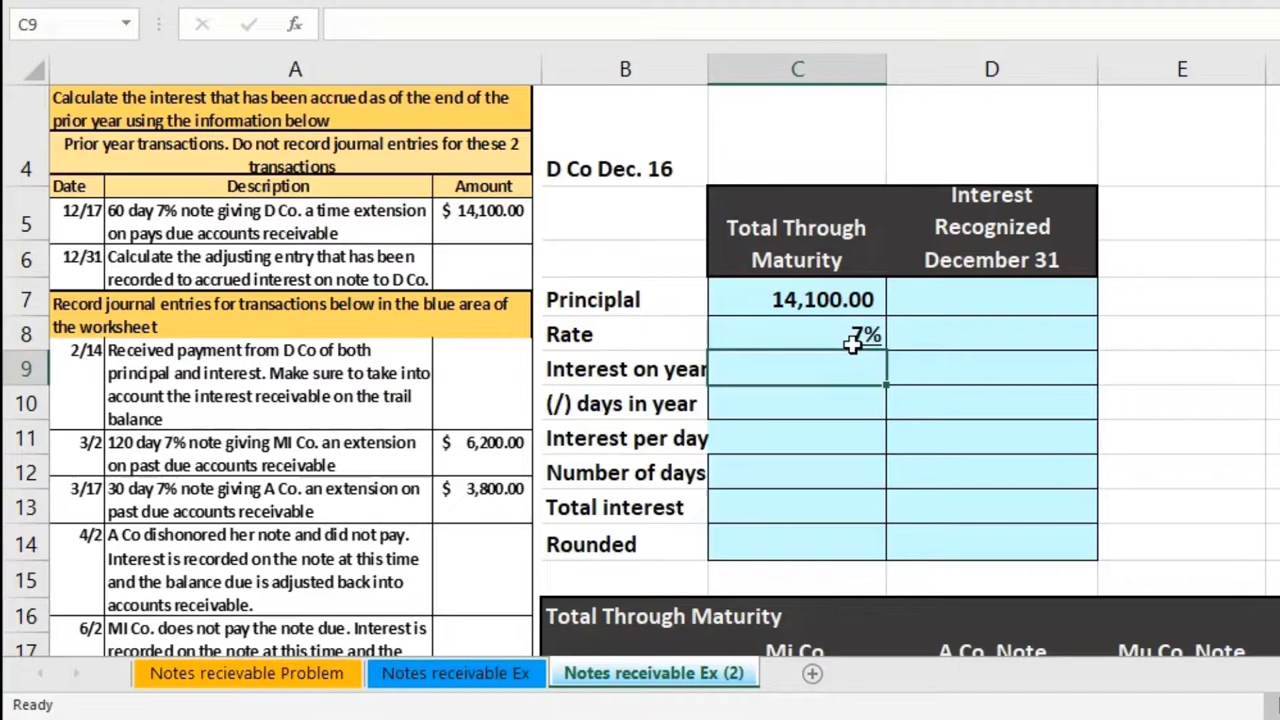 C9
fx
A B C D E
Calculate the interest that has been accrued as of the end of the
prior year using the information below
Prior year transactions. Do not record journal entries for these 2
transactions
Date Description Amount
12/17 60 day 7% note giving D Co. a time extension $ 14,100.00
on pays due accounts receivable
12/31 Calculate the adjusting entry that has been
recorded to accrued interest on note to D Co.
Record journal entries for transactions below in the blue area of
the worksheet
2/14 Received payment from D Co of both
principal and interest. Make sure to take into
account the interest receivable on the trail
balance
3/2 120 day 7% note giving MI Co. an extension $ 6,200.00
on past due accounts receivable
3/17 30 day 7% note giving A Co. an extension on $ 3,800.00
past due accounts receivable
4/2 A Co dishonored her note and did not pay.
Interest is recorded on the note at this time
and the balance due is adjusted back into
accounts receivable.
6/2 MI Co. does not pay the note due. Interest is
recorded on the note at this time and the
4 D Co Dec. 16
Interest
5 Total Through Recognized
6 Maturity December 31
7 Principlal 14,100.00
8 Rate 7%
9 Interest on year
10 (/) days in year
11 Interest per day
12 Number of days
13 Total interest
14 Rounded
15
16 Total Through Maturity
17 Mi Co. A Co. Note Mu Co. Note
Notes recievable Problem Notes receivable Ex Notes receivable Ex (2)
Ready